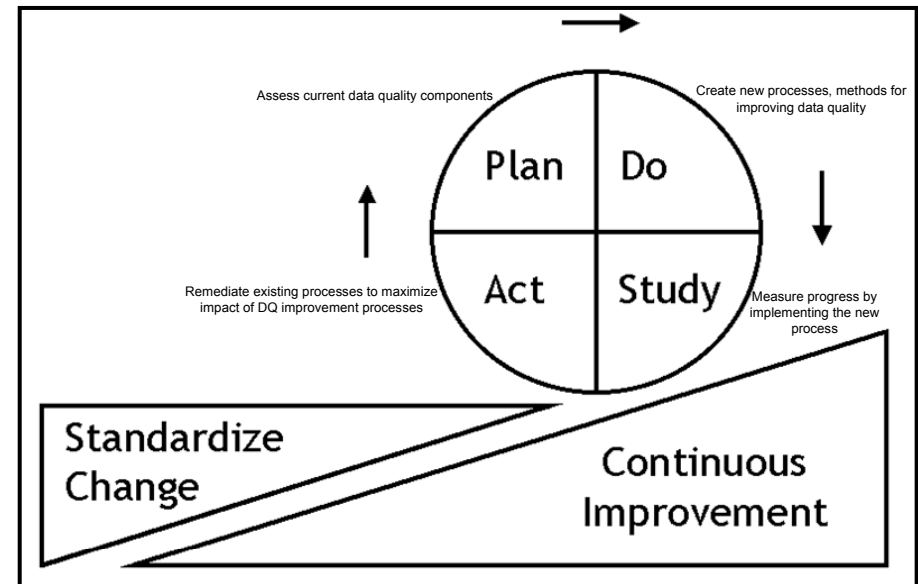 Assess current data quality components
Create new processes, methods for
improving data quality
Plan
Do
Remediate existing processes to maximize
impact of DQ improvement processes
Act
Study
Measure progress by
implementing the new
process
Standardize
Change
Continuous
Improvement